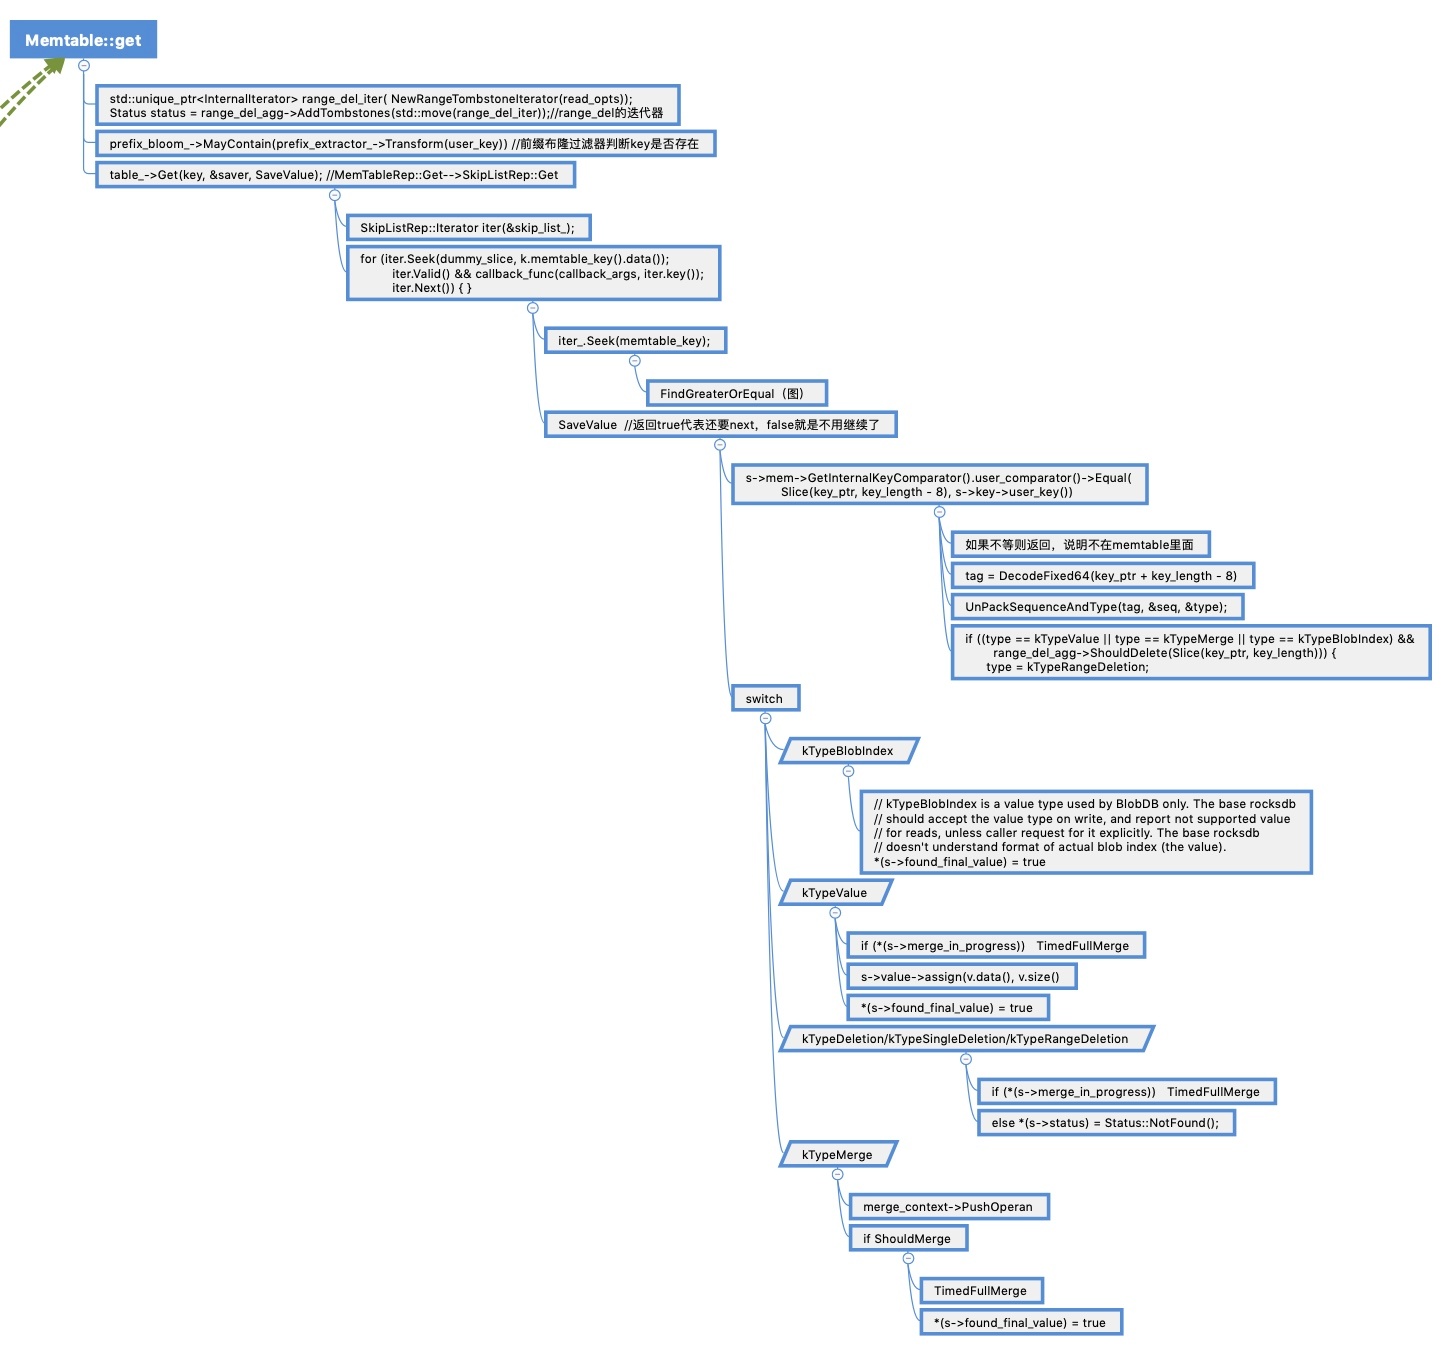 Memtable::get
std::unique_ptr<InternalIterator> range_del_iter( NewRangeTombstoneIterator(read_opts));
Status status = range_del_agg->AddTombstones(std::move(range_del_iter));//range_del的迭代器
prefix_bloom_->MayContain(prefix_extractor_->Transform(user_key)) //前缀布隆过滤器判断key是否存在
table_->Get(key, &saver, SaveValue); //MemTableRep::Get-->SkipListRep::Get
SkipListRep::Iterator iter(&skip_list_);
for (iter.Seek(dummy_slice, k.memtable_key().data());
iter.Valid() && callback_func(callback_args, iter.key());
iter.Next()) { }
iter_.Seek(memtable_key);
FindGreaterOrEqual（图）
SaveValue  //返回true代表还要next，false就是不用继续了
s->mem->GetInternalKeyComparator().user_comparator()->Equal(
Slice(key_ptr, key_length - 8), s->key->user_key())
如果不等则返回，说明不在memtable里面
tag = DecodeFixed64(key_ptr + key_length - 8)
UnPackSequenceAndType(tag, &seq, &type);
if ((type == kTypeValue || type == kTypeMerge || type == kTypeBlobIndex) &&
range_del_agg->ShouldDelete(Slice(key_ptr, key_length))) {
type = kTypeRangeDeletion;
switch
kTypeBlobIndex
// kTypeBlobIndex is a value type used by BlobDB only. The base rocksdb
// should accept the value type on write, and report not supported value
// for reads, unless caller request for it explicitly. The base rocksdb
// doesn't understand format of actual blob index (the value).
*(s->found_final_value) = true
kTypeValue
if (*(s->merge_in_progress))   TimedFullMerge
s->value->assign(v.data(), v.size()
*(s->found_final_value) = true
kTypeDeletion/kTypeSingleDeletion/kTypeRangeDeletion
if (*(s->merge_in_progress))   TimedFullMerge
else *(s->status) = Status::NotFound();
kTypeMerge
merge_context->PushOperan
if ShouldMerge
TimedFullMerge
*(s->found_final_value) = true